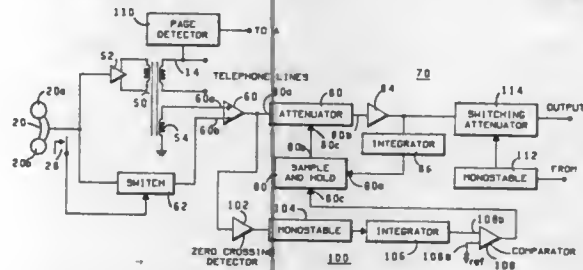 110
PAGE
DETECTOR
TO A
52
14
TELEPHONE LINES
70
20a
50
60a
60
80a
80
84
114
20
ATTENUATOR
SWITCHING
ATTENUATOR
OUTPUT
60b
54
80b
80c
INTEGRATOR
86
20b
26
SWITCH
62
SAMPLE
AND HOLD
MONOSTABLE
112
FROM
102
104
MONOSTABLE
INTEGRATOR
106
108b
108a
Vref
COMPARATOR
108
ZERO CROSSING
DETECTOR
100